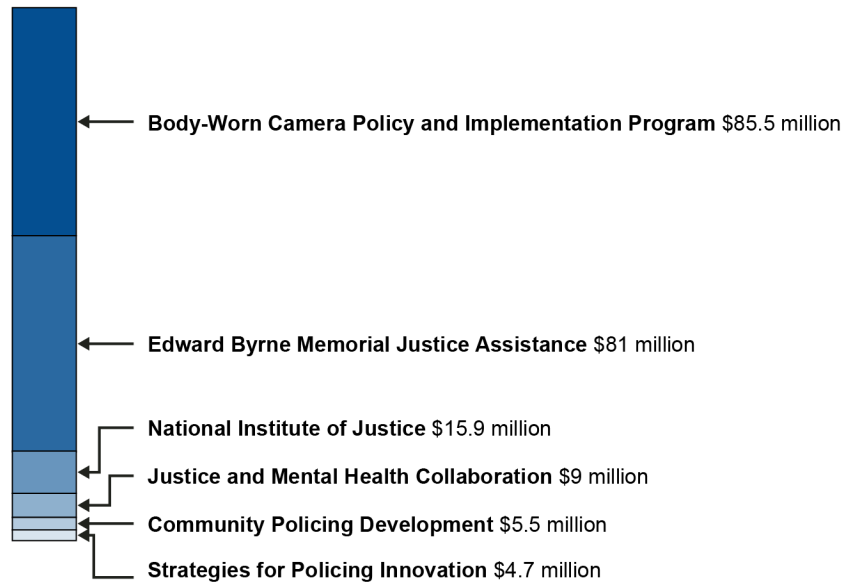 Body-Worn Camera Policy and Implementation Program $85.5 million
Edward Byrne Memorial Justice Assistance $81 million
National Institute of Justice $15.9 million
Justice and Mental Health Collaboration $9 million
Community Policing Development $5.5 million
Strategies for Policing Innovation $4.7 million